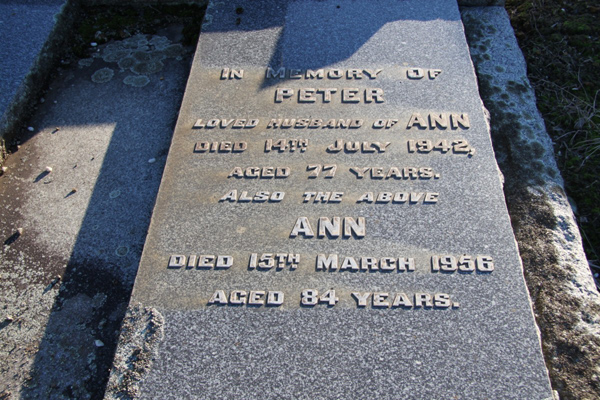 IN MEMORY OF
PETER
LOVED HUSBAND OF ANN
DIED 14TH JULY 1942,
AGED 77 YEARS.
ALSO THE ABOVE
ANN
DIED 15TH MARCH 1956
AGED 84 YEARS.